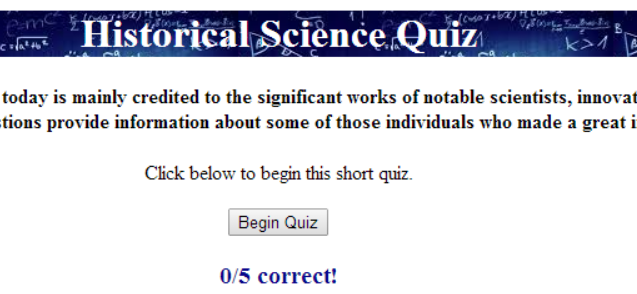 Historical Science Quiz
today is mainly credited to the significant works of notable scientists, innovat
tions provide information about some of those individuals who made a great i
Click below to begin this short quiz.
Begin Quiz
0/5 correct!